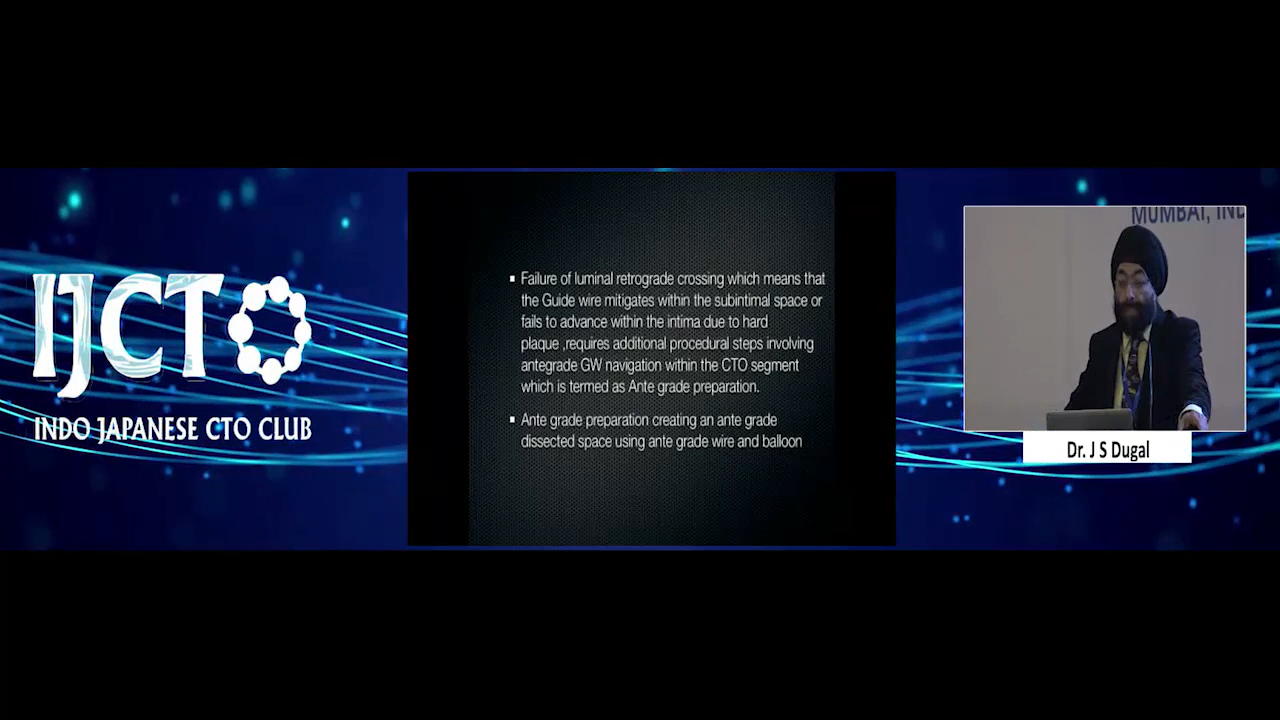 IJCTO
INDO JAPANESE CTO CLUB
Failure of luminal retrograde crossing which means that
the Guide wire mitigates within the subintimal space or
fails to advance within the intima due to hard
plaque ,requires additional procedural steps involving
antegrade GW navigation within the CTO segment
which is termed as Ante grade preparation.
Ante grade preparation creating an ante grade
dissected space using ante grade wire and balloon
MUMBAI,
Dr. J S Dugal